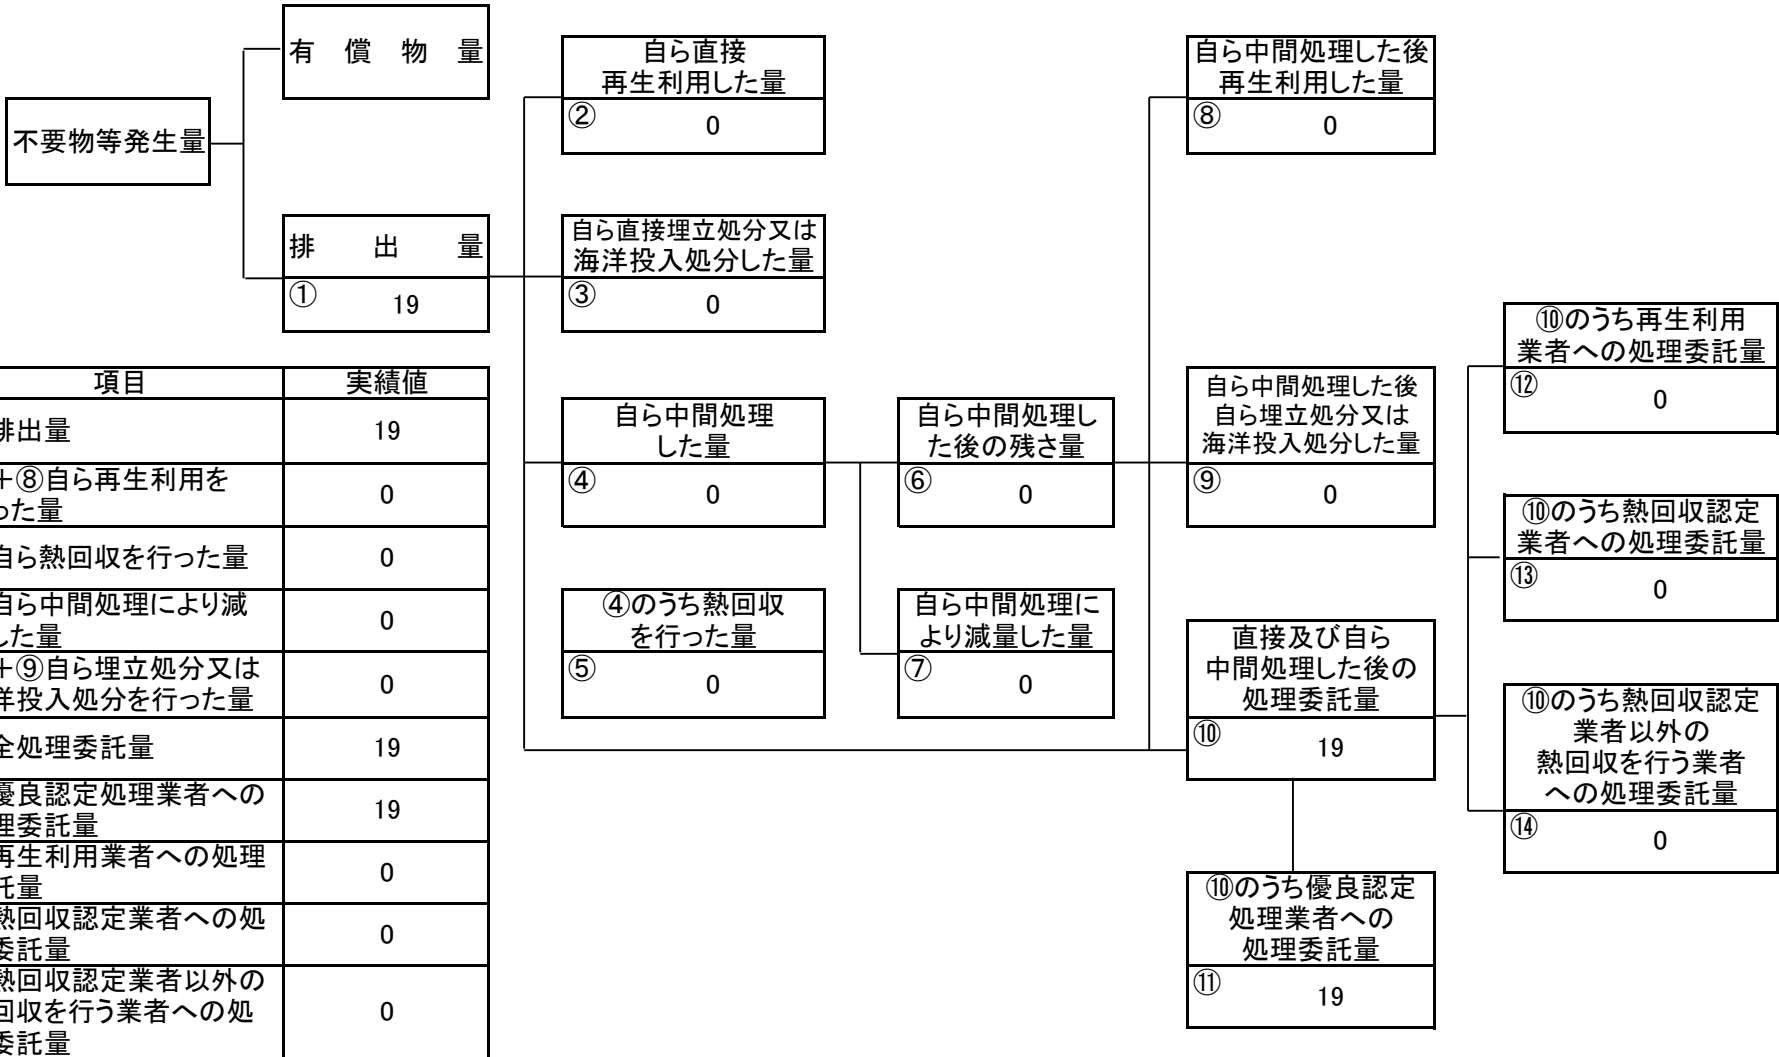 有　償　物　量
不要物等発生量
排　出　量
① 19
自ら直接
再生利用した量
② 0
自ら直接埋立処分又は
海洋投入処分した量
③ 0
自ら中間処理
した量
④ 0
④のうち熱回収
を行った量
⑤ 0
自ら中間処理し
た後の残さ量
⑥ 0
自ら中間処理に
より減量した量
⑦ 0
自ら中間処理した後
再生利用した量
⑧ 0
自ら中間処理した後
自ら埋立処分又は
海洋投入処分した量
⑨ 0
直接及び自ら
中間処理した後の
処理委託量
⑩ 19
⑩のうち優良認定
処理業者への
処理委託量
⑪ 19
⑩のうち再生利用
業者への処理委託量
⑫ 0
⑩のうち熱回収認定
業者への処理委託量
⑬ 0
⑩のうち熱回収認定
業者以外の
熱回収を行う業者
への処理委託量
⑭ 0
項目 実績値
排出量 19
＋⑧自ら再生利用を
った量 0
自ら熱回収を行った量 0
自ら中間処理により減
した量 0
＋⑨自ら埋立処分又は
洋投入処分を行った量 0
全処理委託量 19
優良認定処理業者への
理委託量 19
再生利用業者への処理
託量 0
熱回収認定業者への処
委託量 0
熱回収認定業者以外の
回収を行う業者への処
委託量 0